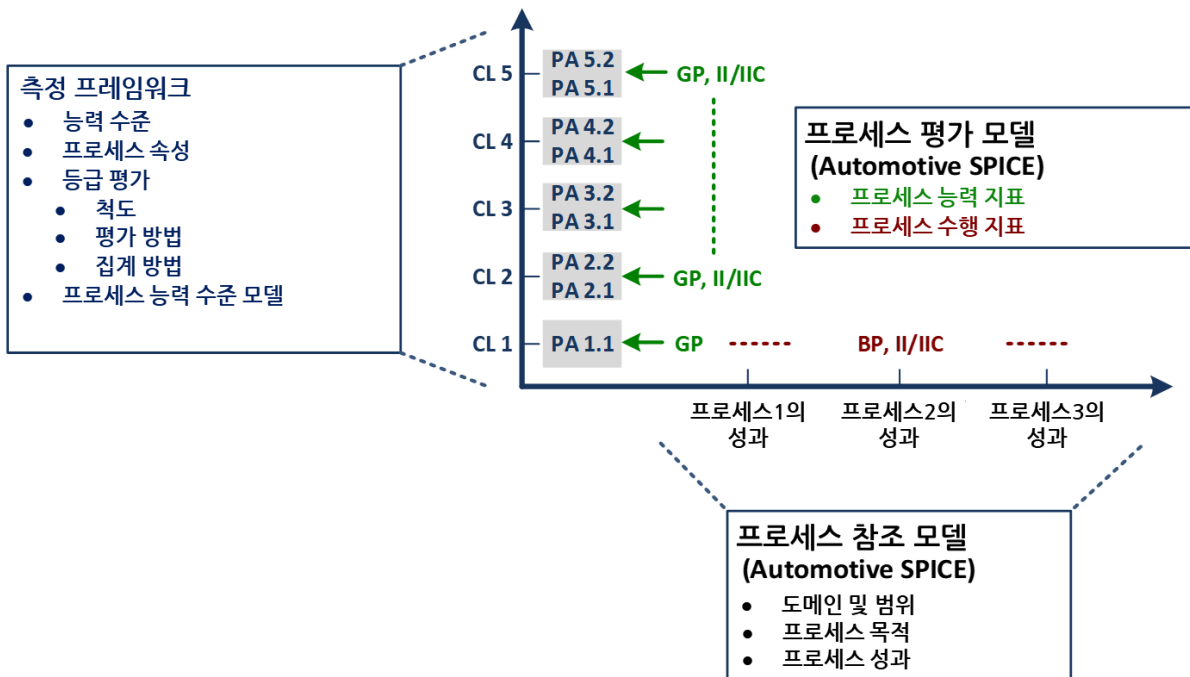 측정 프레임워크
● 능력 수준
● 프로세스 속성
● 등급 평가
● 척도
● 평가 방법
● 집계 방법
● 프로세스 능력 수준 모델
CL 5
PA 5.2
PA 5.1
GP, II/IIC
CL 4
PA 4.2
PA 4.1
CL 3
PA 3.2
PA 3.1
CL 2
PA 2.2
PA 2.1
GP, II/IIC
CL 1
PA 1.1
GP
BP, II/IIC
프로세스1의
성과
프로세스2의
성과
프로세스3의
성과
프로세스 평가 모델
(Automotive SPICE)
● 프로세스 능력 지표
● 프로세스 수행 지표
프로세스 참조 모델
(Automotive SPICE)
● 도메인 및 범위
● 프로세스 목적
● 프로세스 성과